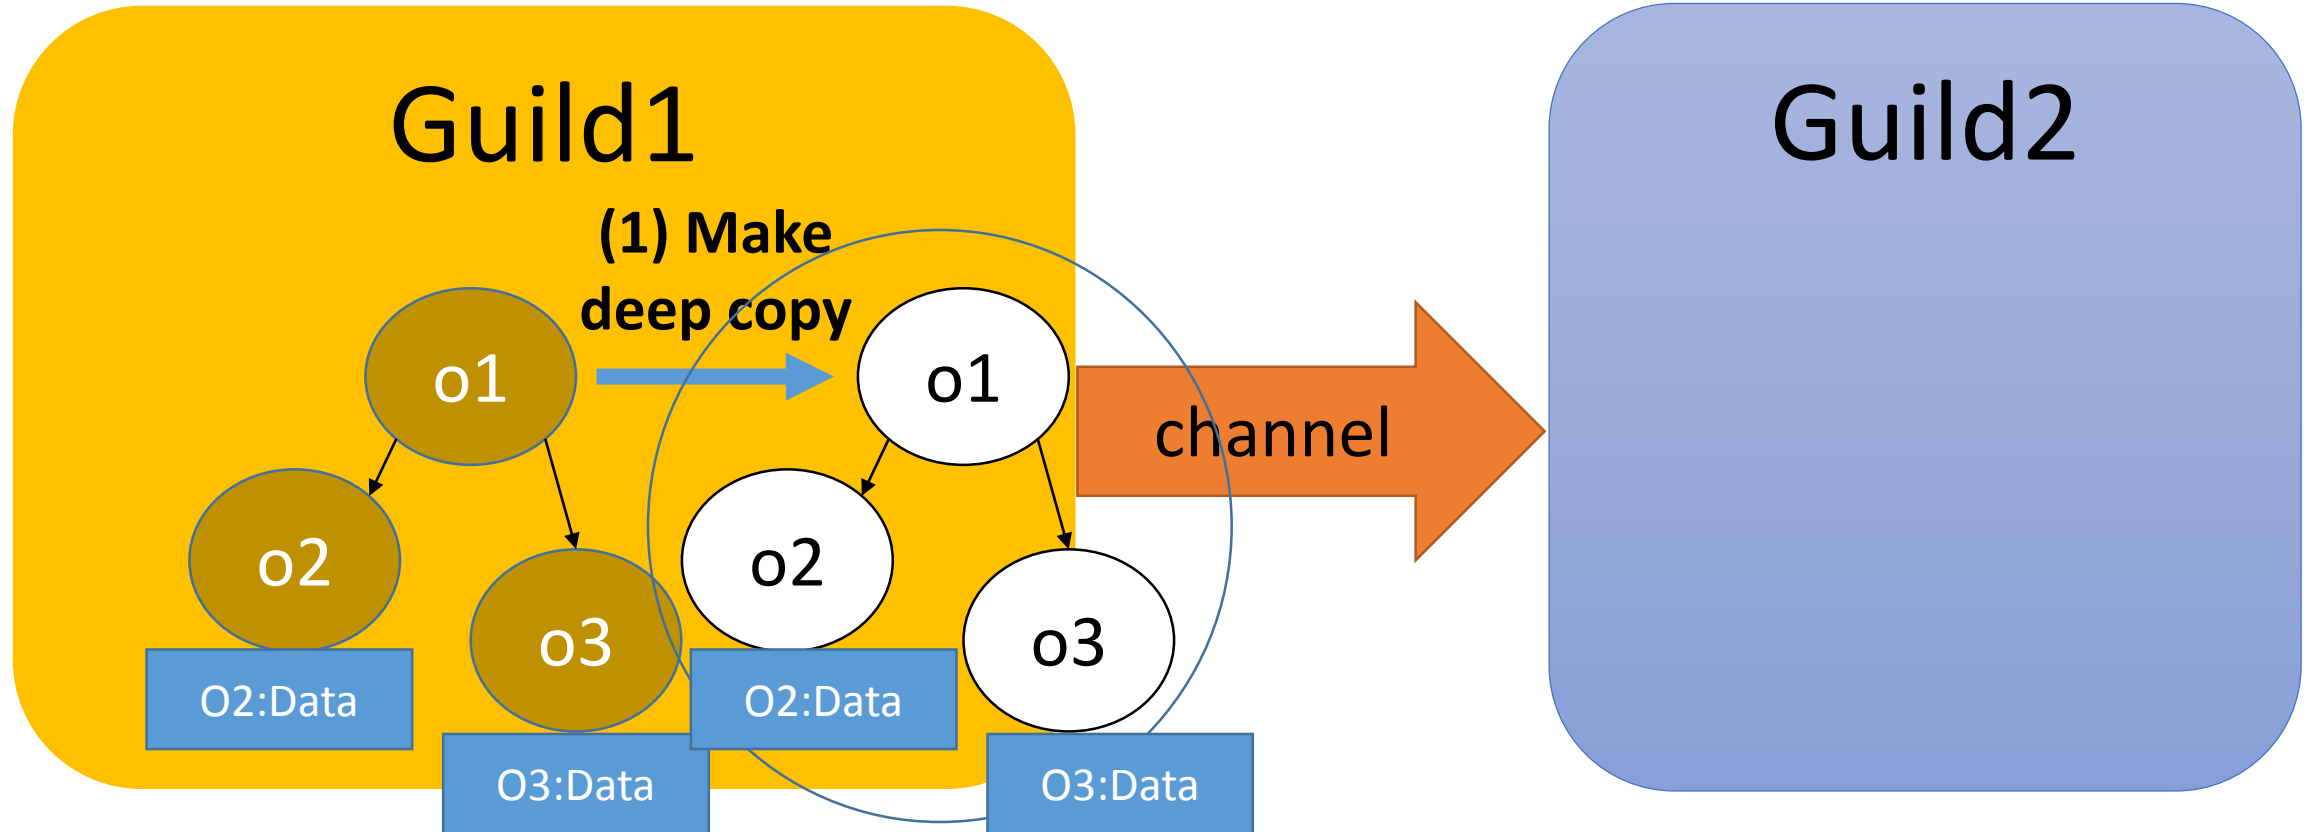 Guild1
Guild2
(1) Make
deep copy
o1
o1
channel
o2
o2
o3
o3
O2:Data
O2:Data
O3:Data
O3:Data